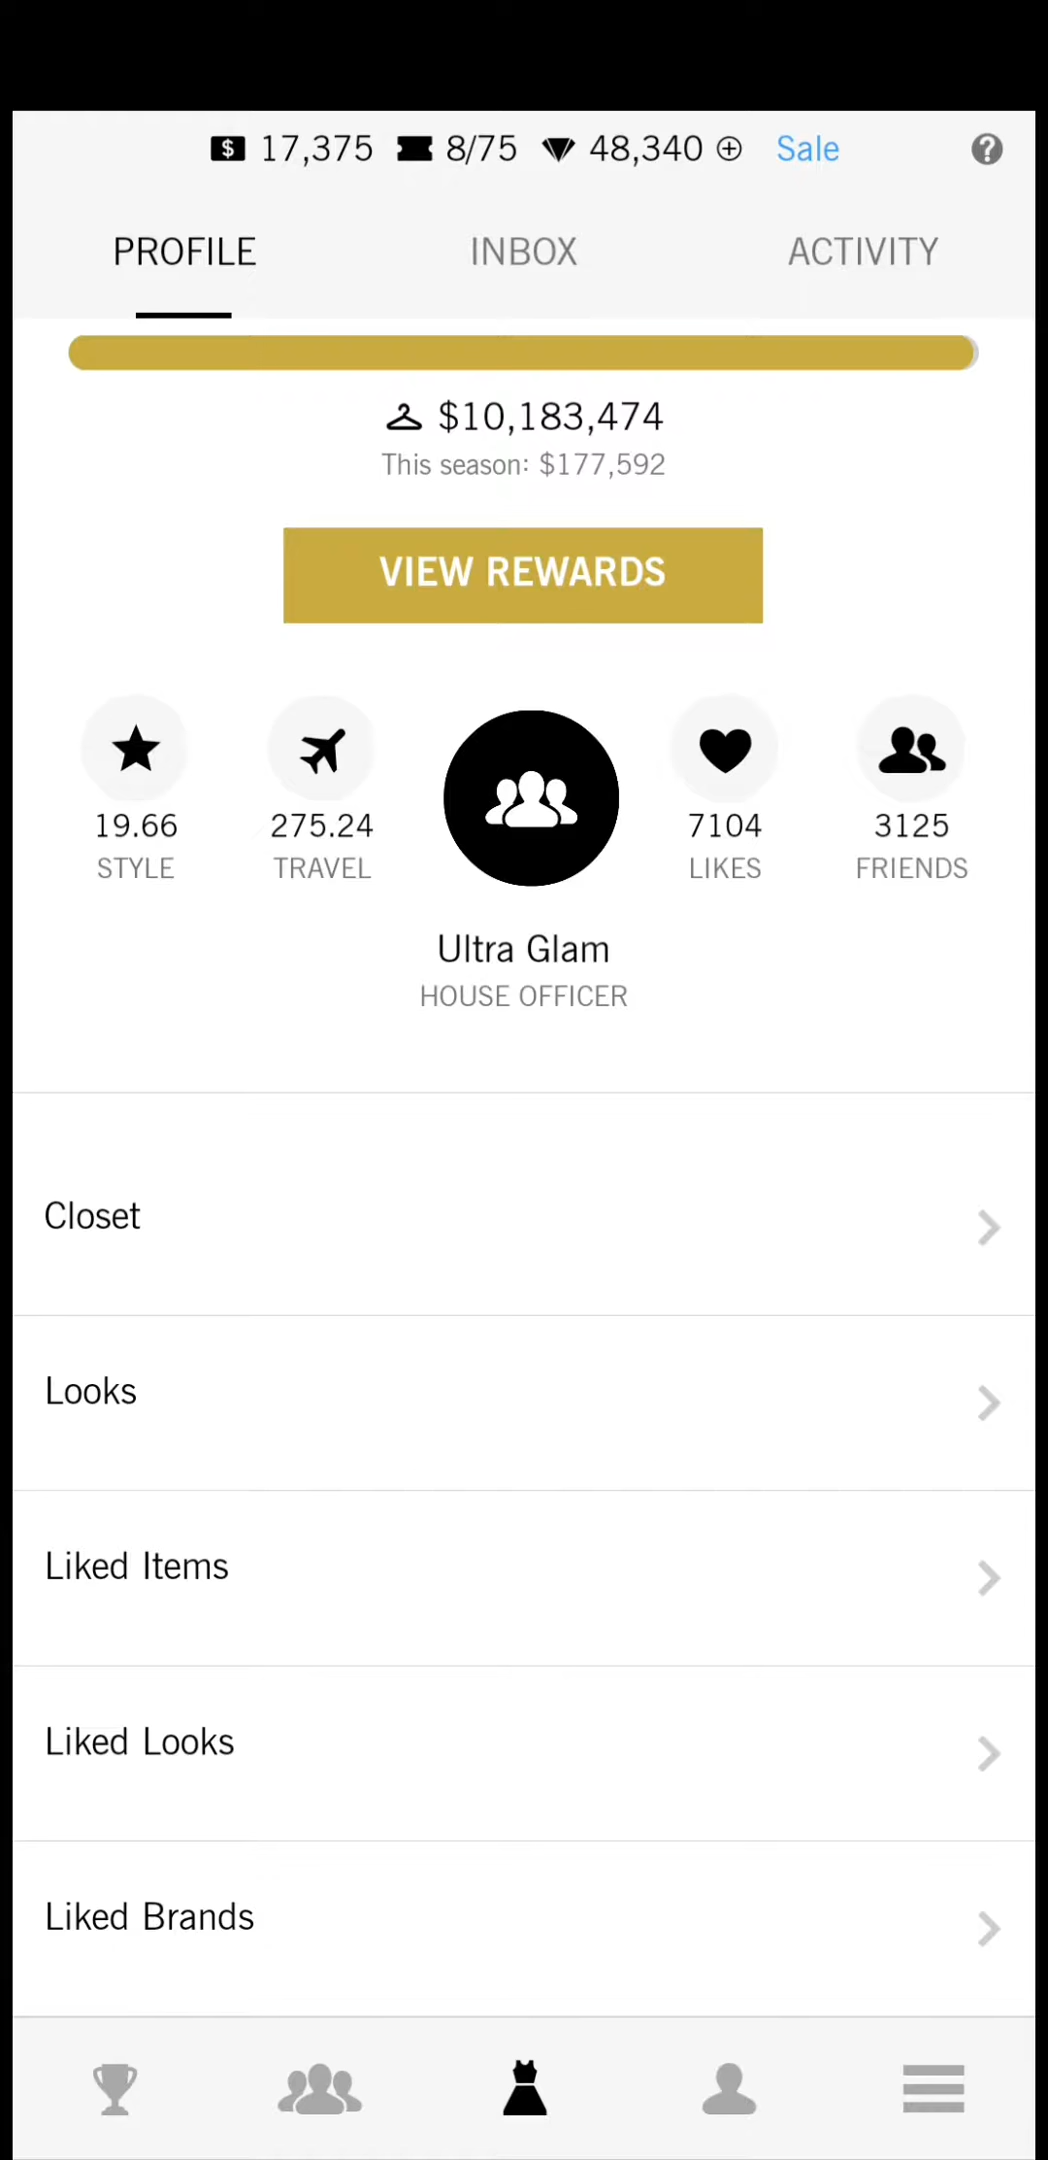 $ 17,375 8/75 48,340 Sale ?
PROFILE INBOX ACTIVITY
$10,183,474
This season: $177,592
VIEW REWARDS
19.66 275.24 7104 3125
STYLE TRAVEL LIKES FRIENDS
Ultra Glam
HOUSE OFFICER
Closet
Looks
Liked Items
Liked Looks
Liked Brands